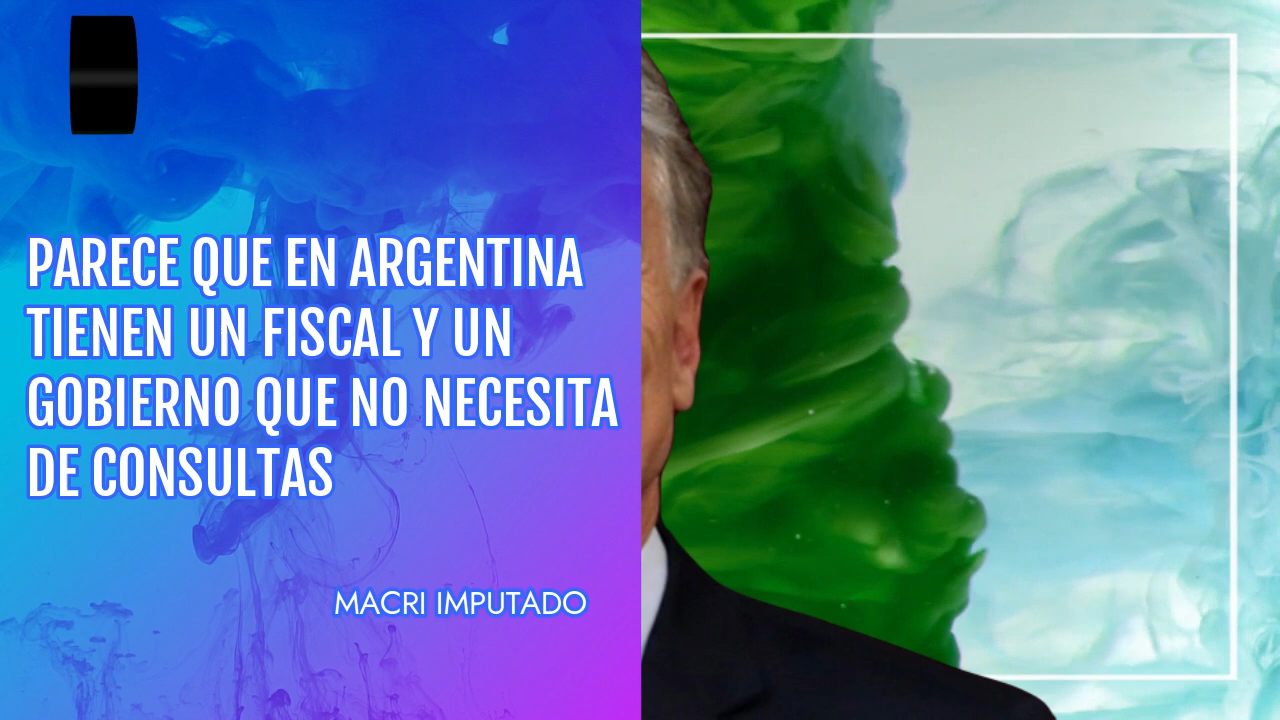 PARECE QUE EN ARGENTINA
TIENEN UN FISCAL Y UN
GOBIERNO QUE NO NECESITA
DE CONSULTAS
MACRI IMPUTADO